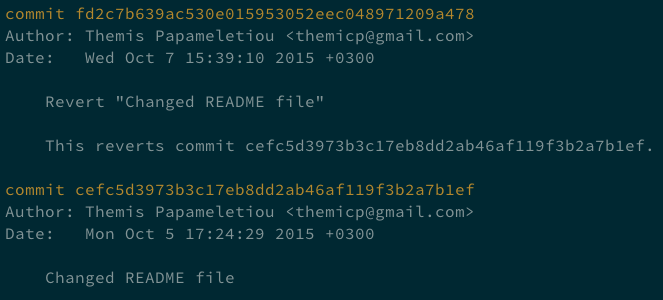 commit fd2c7b639ac530e015953052eec048971209a478
Author: Themis Papameletiou <themicp@gmail.com>
Date:   Wed Oct 7 15:39:10 2015 +0300
Revert "Changed README file"
This reverts commit cefc5d3973b3c17eb8dd2ab46af119f3b2a7b1ef.
commit cefc5d3973b3c17eb8dd2ab46af119f3b2a7b1ef
Author: Themis Papameletiou <themicp@gmail.com>
Date:   Mon Oct 5 17:24:29 2015 +0300
Changed README file